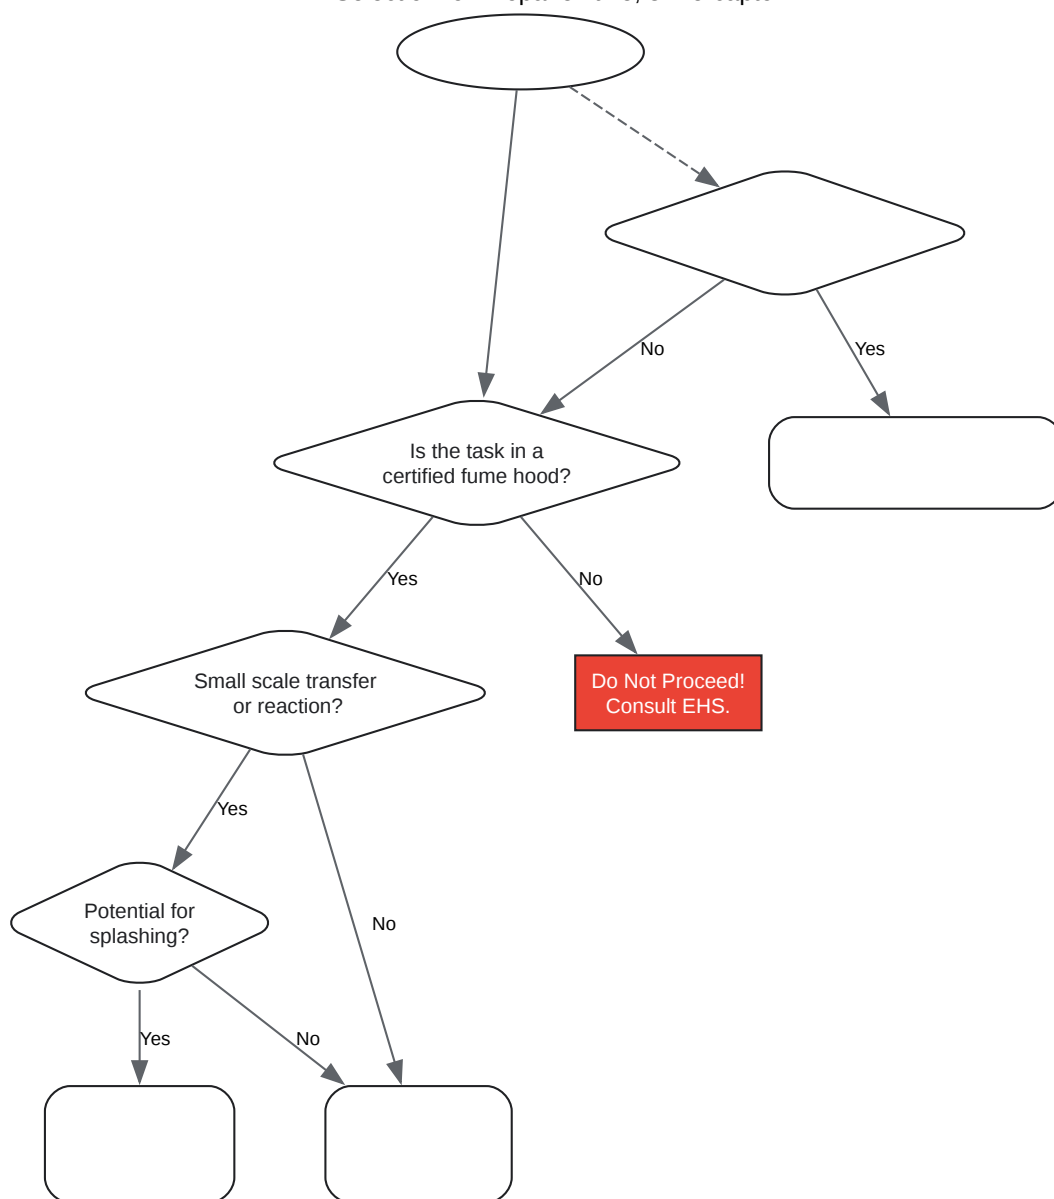 No
Yes
Is the task in a
certified fume hood?
Yes
No
Small scale transfer
or reaction?
Do Not Proceed!
Consult EHS.
Yes
No
Potential for
splashing?
Yes
No